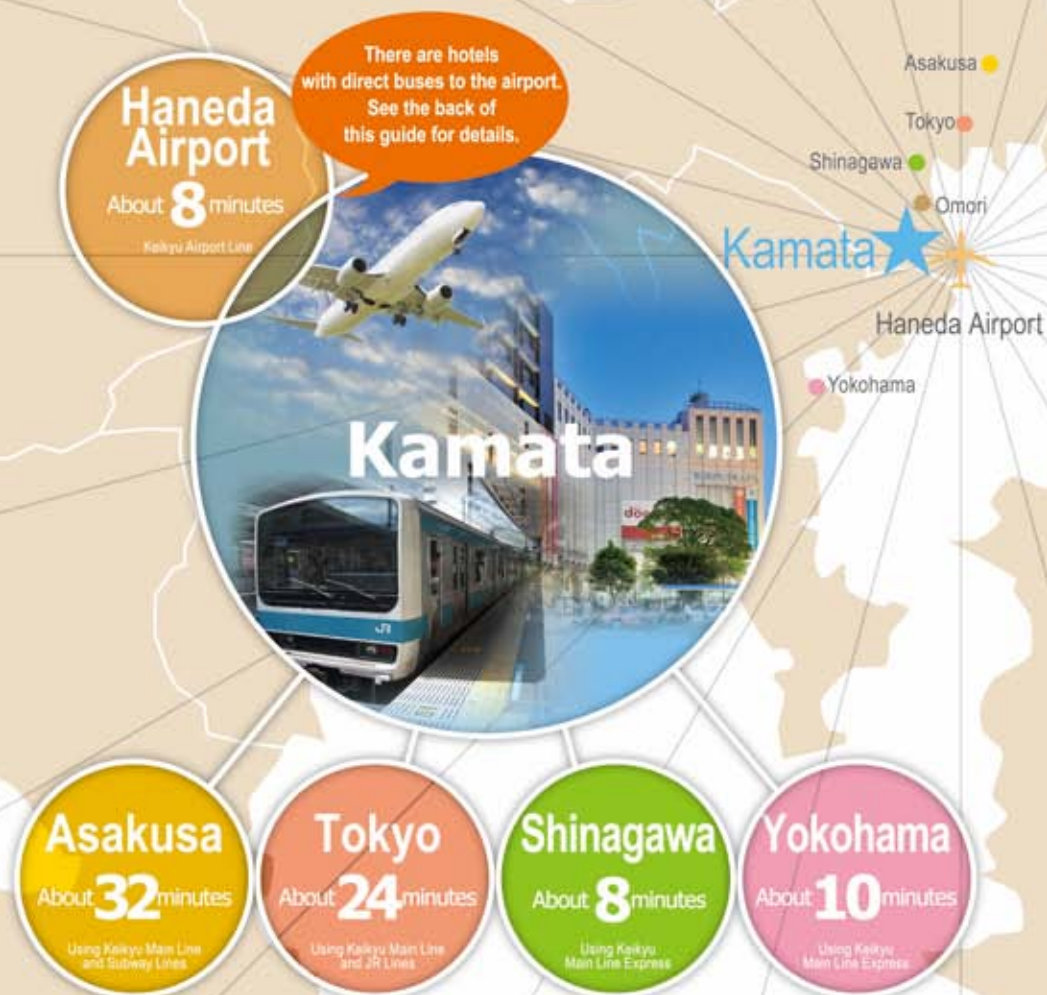 There are hotels
with direct buses to the airport.
See the back of
this guide for details.
Haneda
Airport
About 8 minutes
Keikyu Airport Line
Asakusa
Tokyo
Shinagawa
Omori
Kamata
Haneda Airport
Yokohama
Kamata
JR
Asakusa
About 32 minutes
Using Keikyu Main Line
and Subway Lines
Tokyo
About 24 minutes
Using Keikyu Main Line
and JR Lines
Shinagawa
About 8 minutes
Using Keikyu
Main Line Express
Yokohama
About 10 minutes
Using Keikyu
Main Line Express